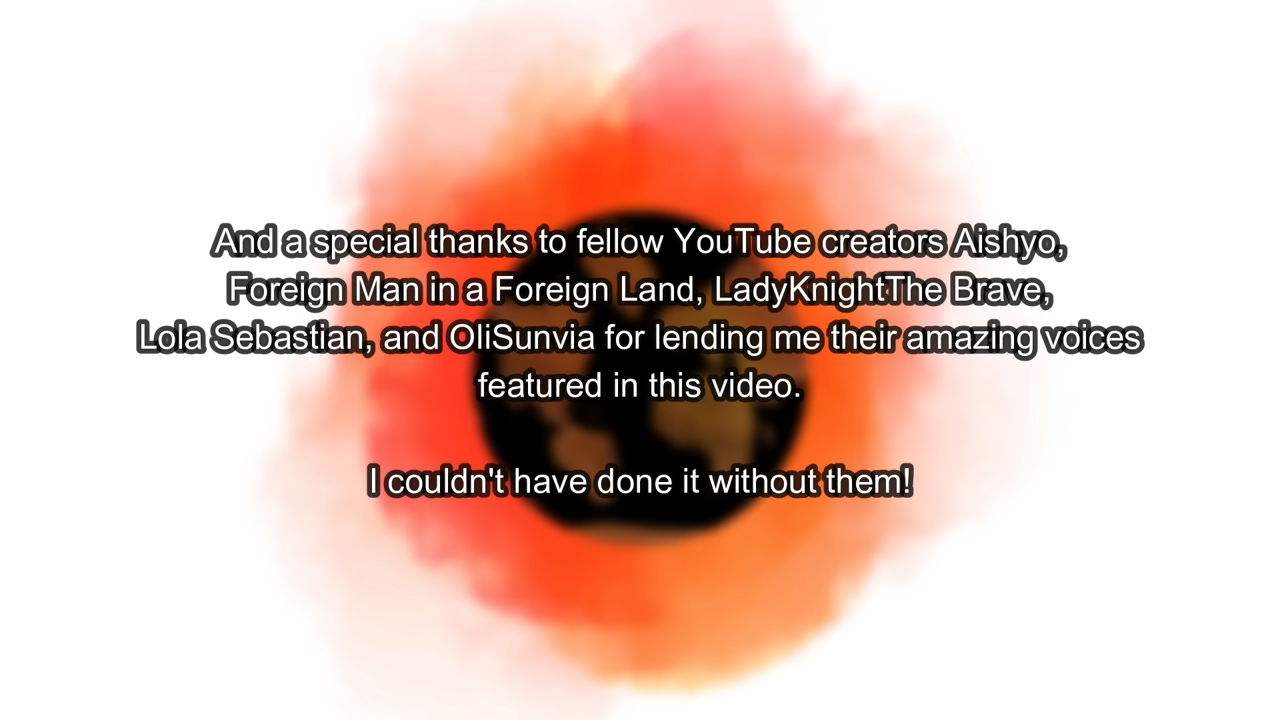 And a special thanks to fellow YouTube creators Aishyo,
Foreign Man in a Foreign Land, LadyKnightThe Brave,
Lola Sebastian, and OliSunvia for lending me their amazing voices
featured in this video.
I couldn't have done it without them!